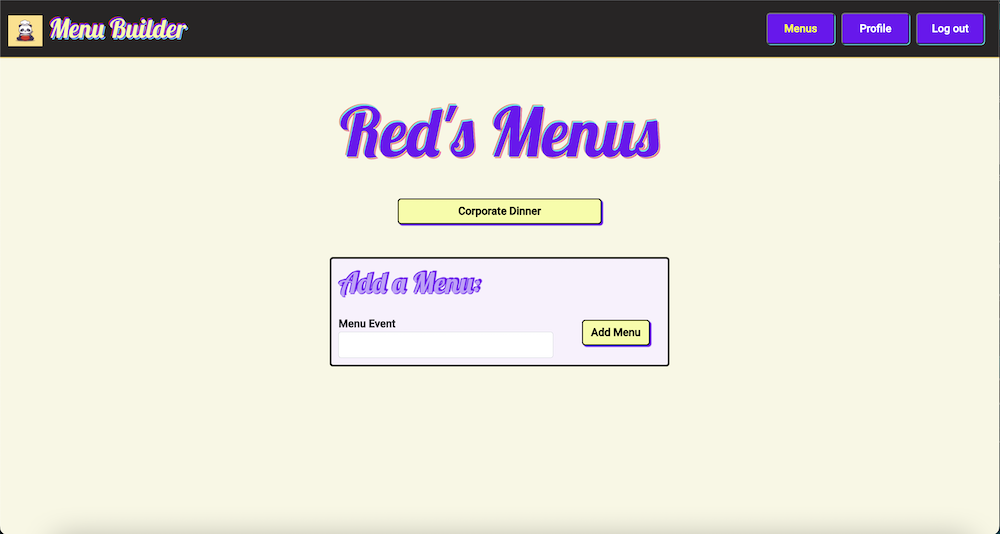 Menu Builder
Menus
Profile
Log out
Red's Menus
Corporate Dinner
Add a Menu:
Menu Event
Add Menu